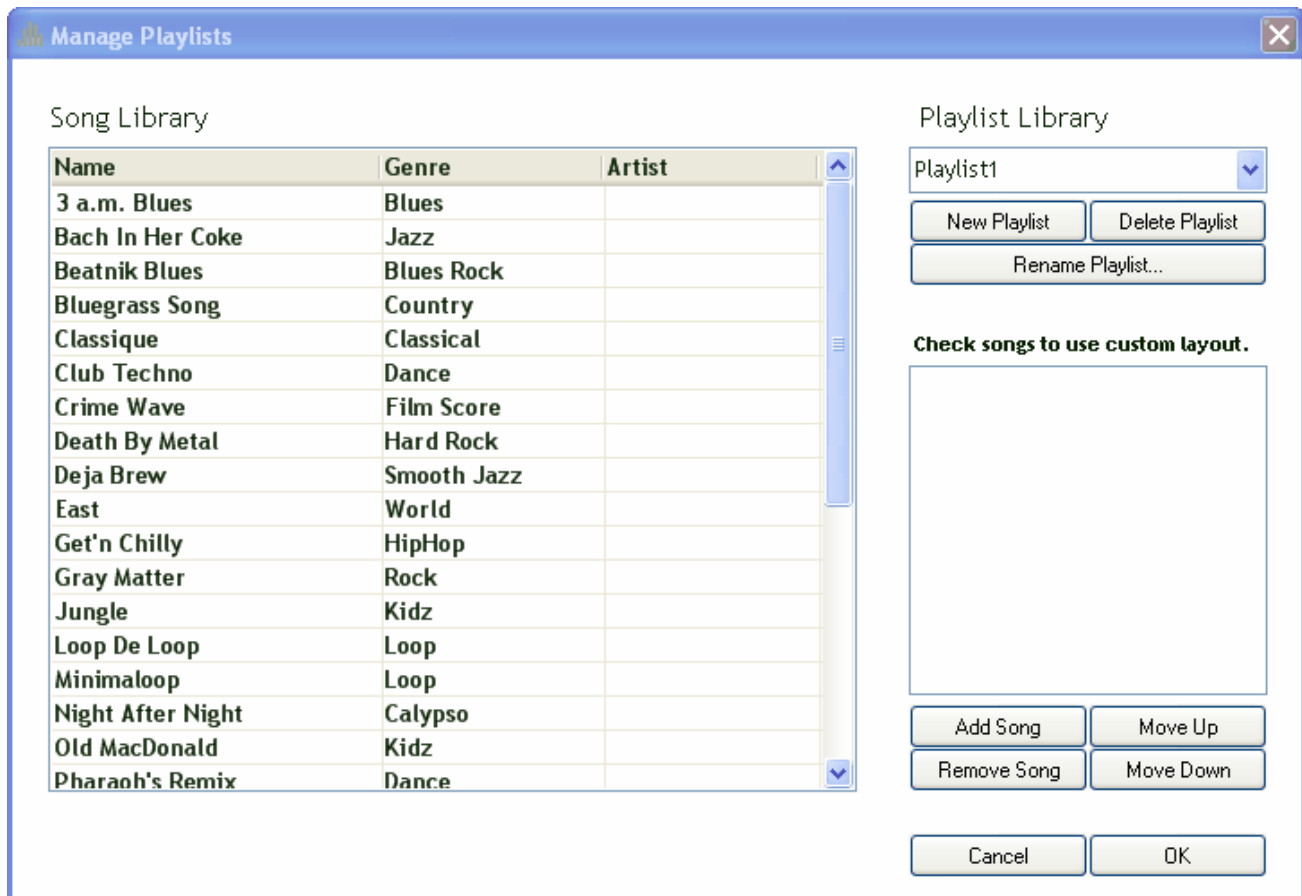 Manage Playlists
Song Library
Name Genre Artist
3 a.m. Blues Blues
Bach In Her Coke Jazz
Beatnik Blues Blues Rock
Bluegrass Song Country
Classique Classical
Club Techno Dance
Crime Wave Film Score
Death By Metal Hard Rock
Deja Brew Smooth Jazz
East World
Get'n Chilly HipHop
Gray Matter Rock
Jungle Kidz
Loop De Loop Loop
Minimaloop Loop
Night After Night Calypso
Old MacDonald Kidz
Pharaoh's Remix Dance
Playlist Library
Playlist1
New Playlist Delete Playlist
Rename Playlist...
Check songs to use custom layout.
Add Song Move Up
Remove Song Move Down
Cancel OK